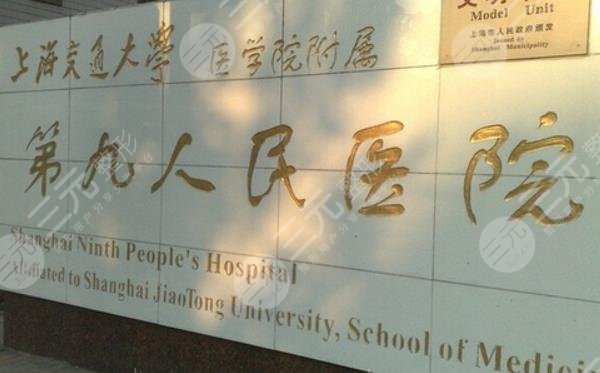 上海交通大學 医学院附属
Model Unit
上海市人民政府颁发
Issued by
Shanghai Municipality
第九人民医院
Shanghai Ninth People's Hospital
Affiliated to Shanghai JiaoTong University, School of Medici